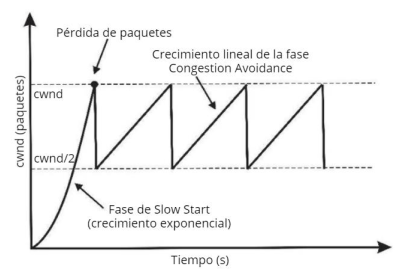 Pérdida de paquetes
Crecimiento lineal de la fase
Congestion Avoidance
cwnd
cwnd (paquetes)
cwnd/2
Fase de Slow Start
(crecimiento exponencial)
Tiempo (s)